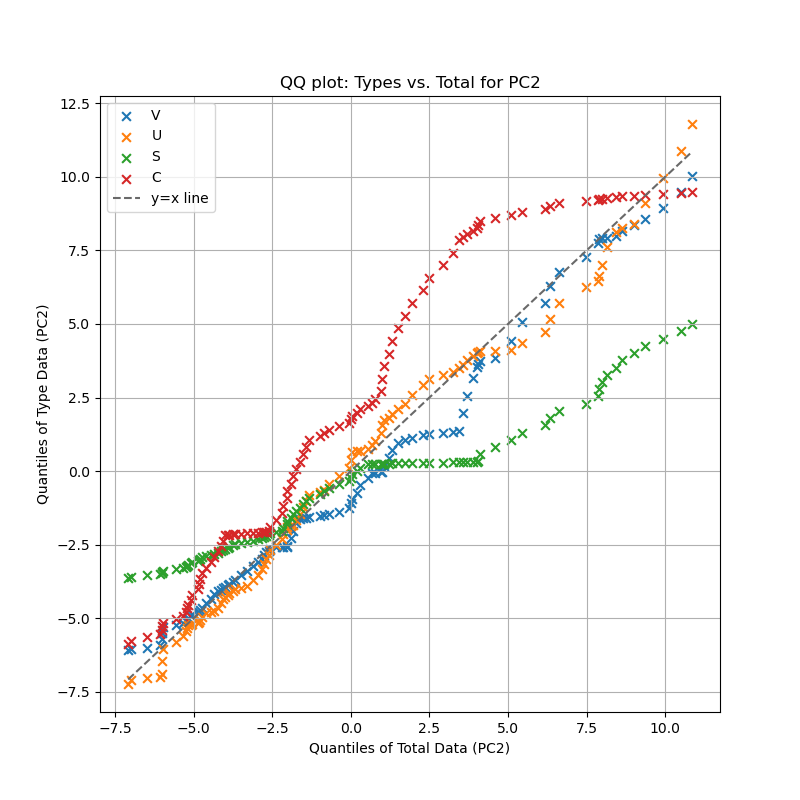 QQ plot: Types vs. Total for PC2
V
U
S
C
y=x line
12.5
10.0
7.5
5.0
2.5
0.0
−2.5
−5.0
−7.5
Quantiles of Type Data (PC2)
−7.5 −5.0 −2.5 0.0 2.5 5.0 7.5 10.0
Quantiles of Total Data (PC2)